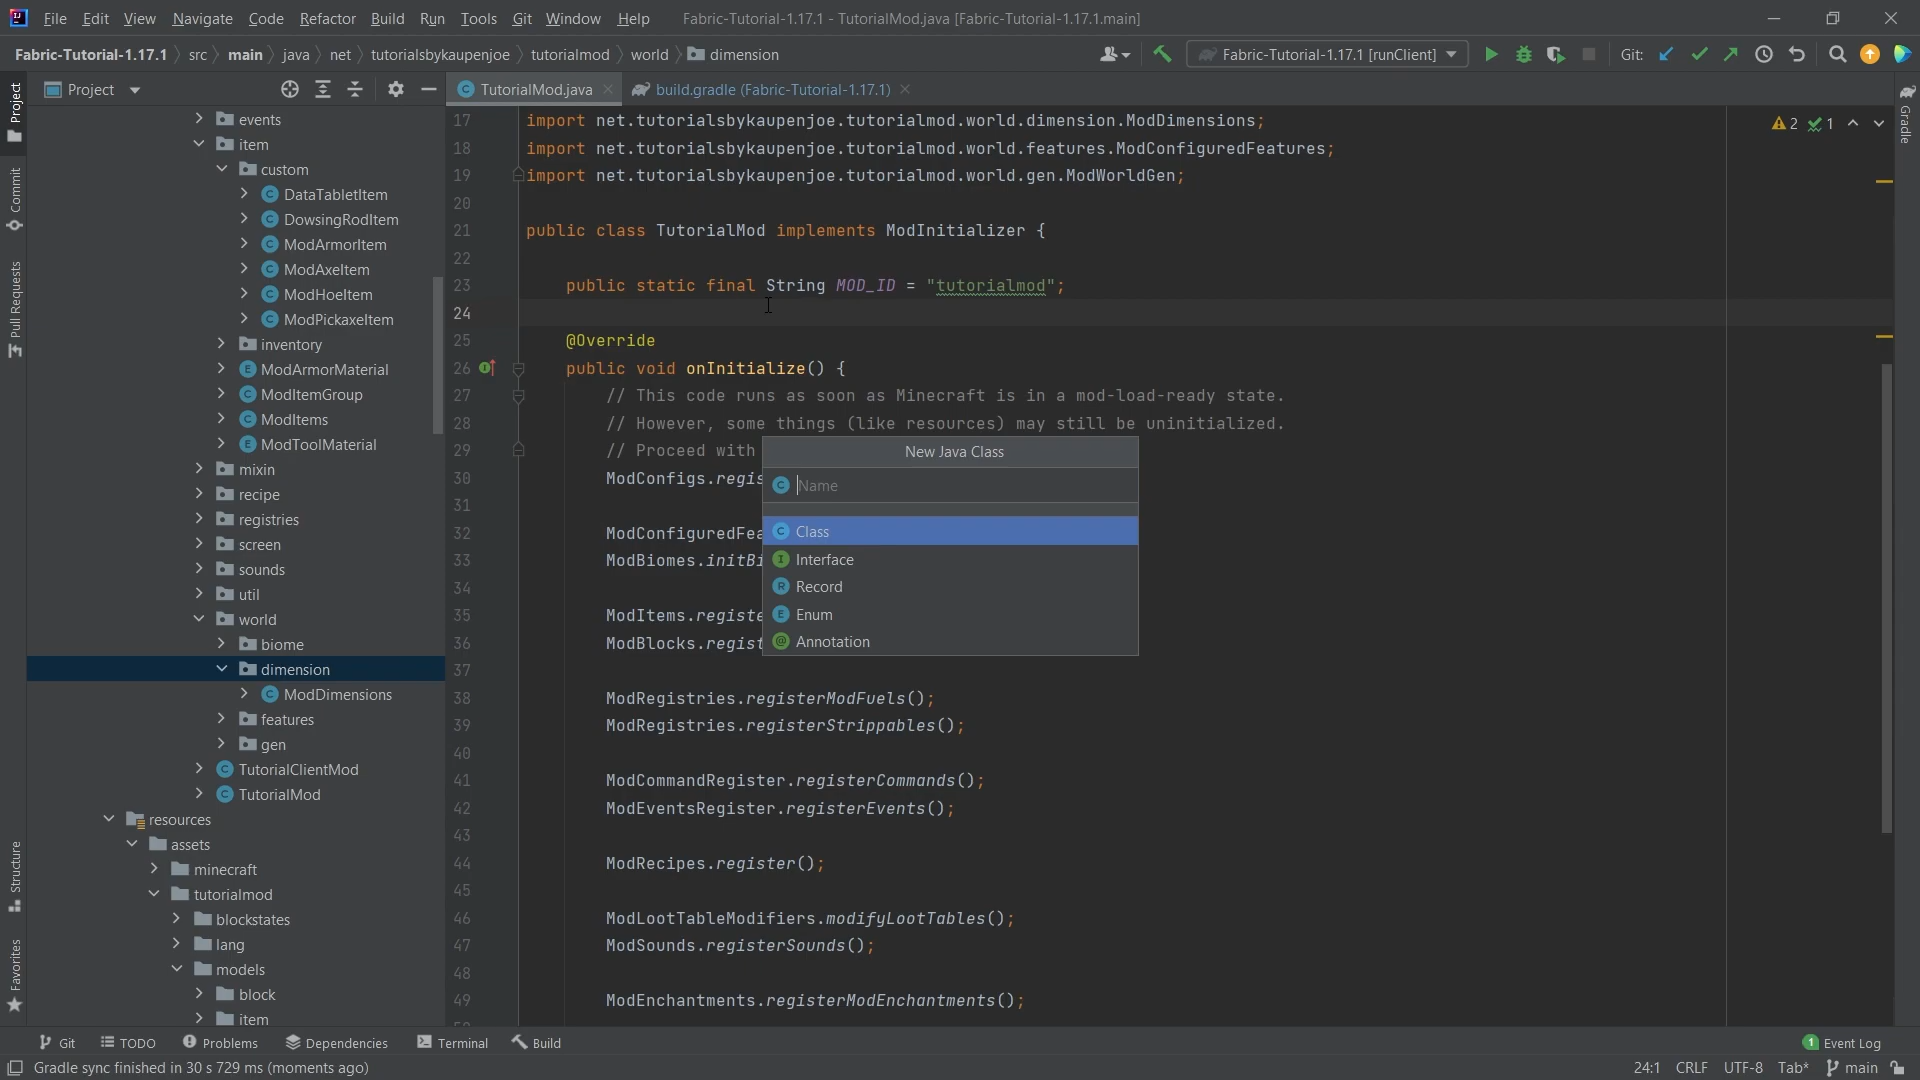 File Edit View Navigate Code Refactor Build Run Tools Git Window Help Fabric-Tutorial-1.17.1 - TutorialMod.java [Fabric-Tutorial-1.17.1.main]
Fabric-Tutorial-1.17.1 src main java net tutorialsbykaupenjoe tutorialmod world dimension Fabric-Tutorial-1.17.1 [runClient] Git:
Project
TutorialMod.java build.gradle (Fabric-Tutorial-1.17.1)
Project
Commit
Pull Requests
Structure
Favorites
Gradle
events
item
custom
DataTabletItem
DowsingRodItem
ModArmorItem
ModAxeItem
ModHoeItem
ModPickaxeItem
inventory
ModArmorMaterial
ModItemGroup
ModItems
ModToolMaterial
mixin
recipe
registries
screen
sounds
util
world
biome
dimension
ModDimensions
features
gen
TutorialClientMod
TutorialMod
resources
assets
minecraft
tutorialmod
blockstates
lang
models
block
item
2 1
17 import net.tutorialsbykaupenjoe.tutorialmod.world.dimension.ModDimensions;
18 import net.tutorialsbykaupenjoe.tutorialmod.world.features.ModConfiguredFeatures;
19 import net.tutorialsbykaupenjoe.tutorialmod.world.gen.ModWorldGen;
20
21 public class TutorialMod implements ModInitializer {
22
23 public static final String MOD_ID = "tutorialmod";
24
25 @Override
26 public void onInitialize() {
27 // This code runs as soon as Minecraft is in a mod-load-ready state.
28 // However, some things (like resources) may still be uninitialized.
29 // Proceed with
30 ModConfigs.regis
31
32 ModConfiguredFea
33 ModBiomes.initBi
34
35 ModItems.registe
36 ModBlocks.regist
37
38 ModRegistries.registerModFuels();
39 ModRegistries.registerStrippables();
40
41 ModCommandRegister.registerCommands();
42 ModEventsRegister.registerEvents();
43
44 ModRecipes.register();
45
46 ModLootTableModifiers.modifyLootTables();
47 ModSounds.registerSounds();
48
49 ModEnchantments.registerModEnchantments();
New Java Class
Name
Class
Interface
Record
Enum
Annotation
Git TODO Problems Dependencies Terminal Build 1 Event Log
Gradle sync finished in 30 s 729 ms (moments ago) 24:1 CRLF UTF-8 Tab* main